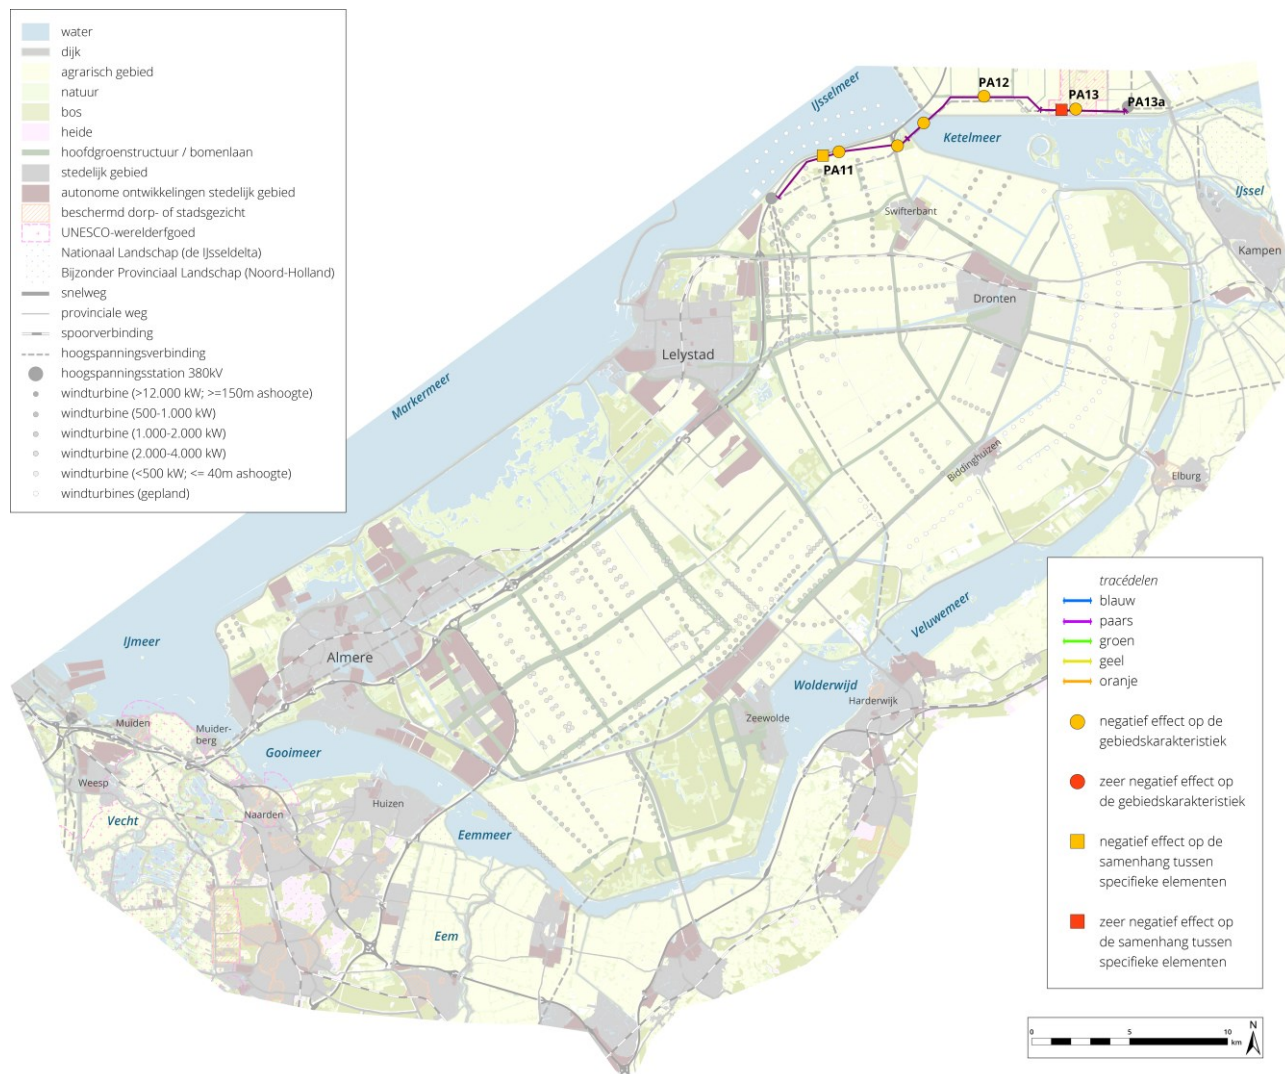 water
dijk
agrarisch gebied
natuur
bos
heide
hoofdgroenstructuur / bomenlaan
stedelijk gebied
autonome ontwikkelingen stedelijk gebied
beschermd dorp- of stadsgezicht
UNESCO-werelderfgoed
Nationaal Landschap (de IJsseldelta)
Bijzonder Provinciaal Landschap (Noord-Holland)
snelweg
provinciale weg
spoorverbinding
hoogspanningsverbinding
hoogspanningsstation 380kV
windturbine (>12.000 kW; >=150m ashoogte)
windturbine (500-1.000 kW)
windturbine (1.000-2.000 kW)
windturbine (2.000-4.000 kW)
windturbine (<500 kW; <= 40m ashoogte)
windturbines (gepland)
IJsselmeer
PA12
PA13
PA13a
Ketelmeer
PA11
IJssel
Swifterbant
Kampen
Dronten
Lelystad
Markermeer
Biddinghuizen
Elburg
Veluwemeer
IJmeer
Almere
Wolderwijd
Harderwijk
Muiden
Muider-
berg
Zeewolde
Gooimeer
Weesp
Huizen
Naarden
Vecht
Eemmeer
Eem
tracédelen
blauw
paars
groen
geel
oranje
negatief effect op de
gebiedskarakteristiek
zeer negatief effect op
de gebiedskarakteristiek
negatief effect op de
samenhang tussen
specifieke elementen
zeer negatief effect op
de samenhang tussen
specifieke elementen
0 5 10
km
N